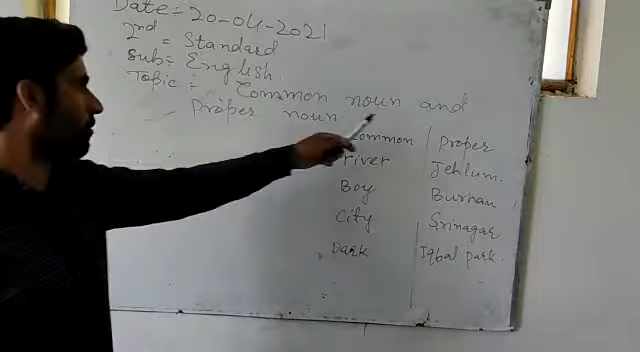 Date:- 20-04-2021
2nd = Standard
Sub= English.
Topic :- Common noun and
Proper noun.
Common Proper
river Jehlum.
Boy Burhan
City Srinagar
Park Iqbal park.